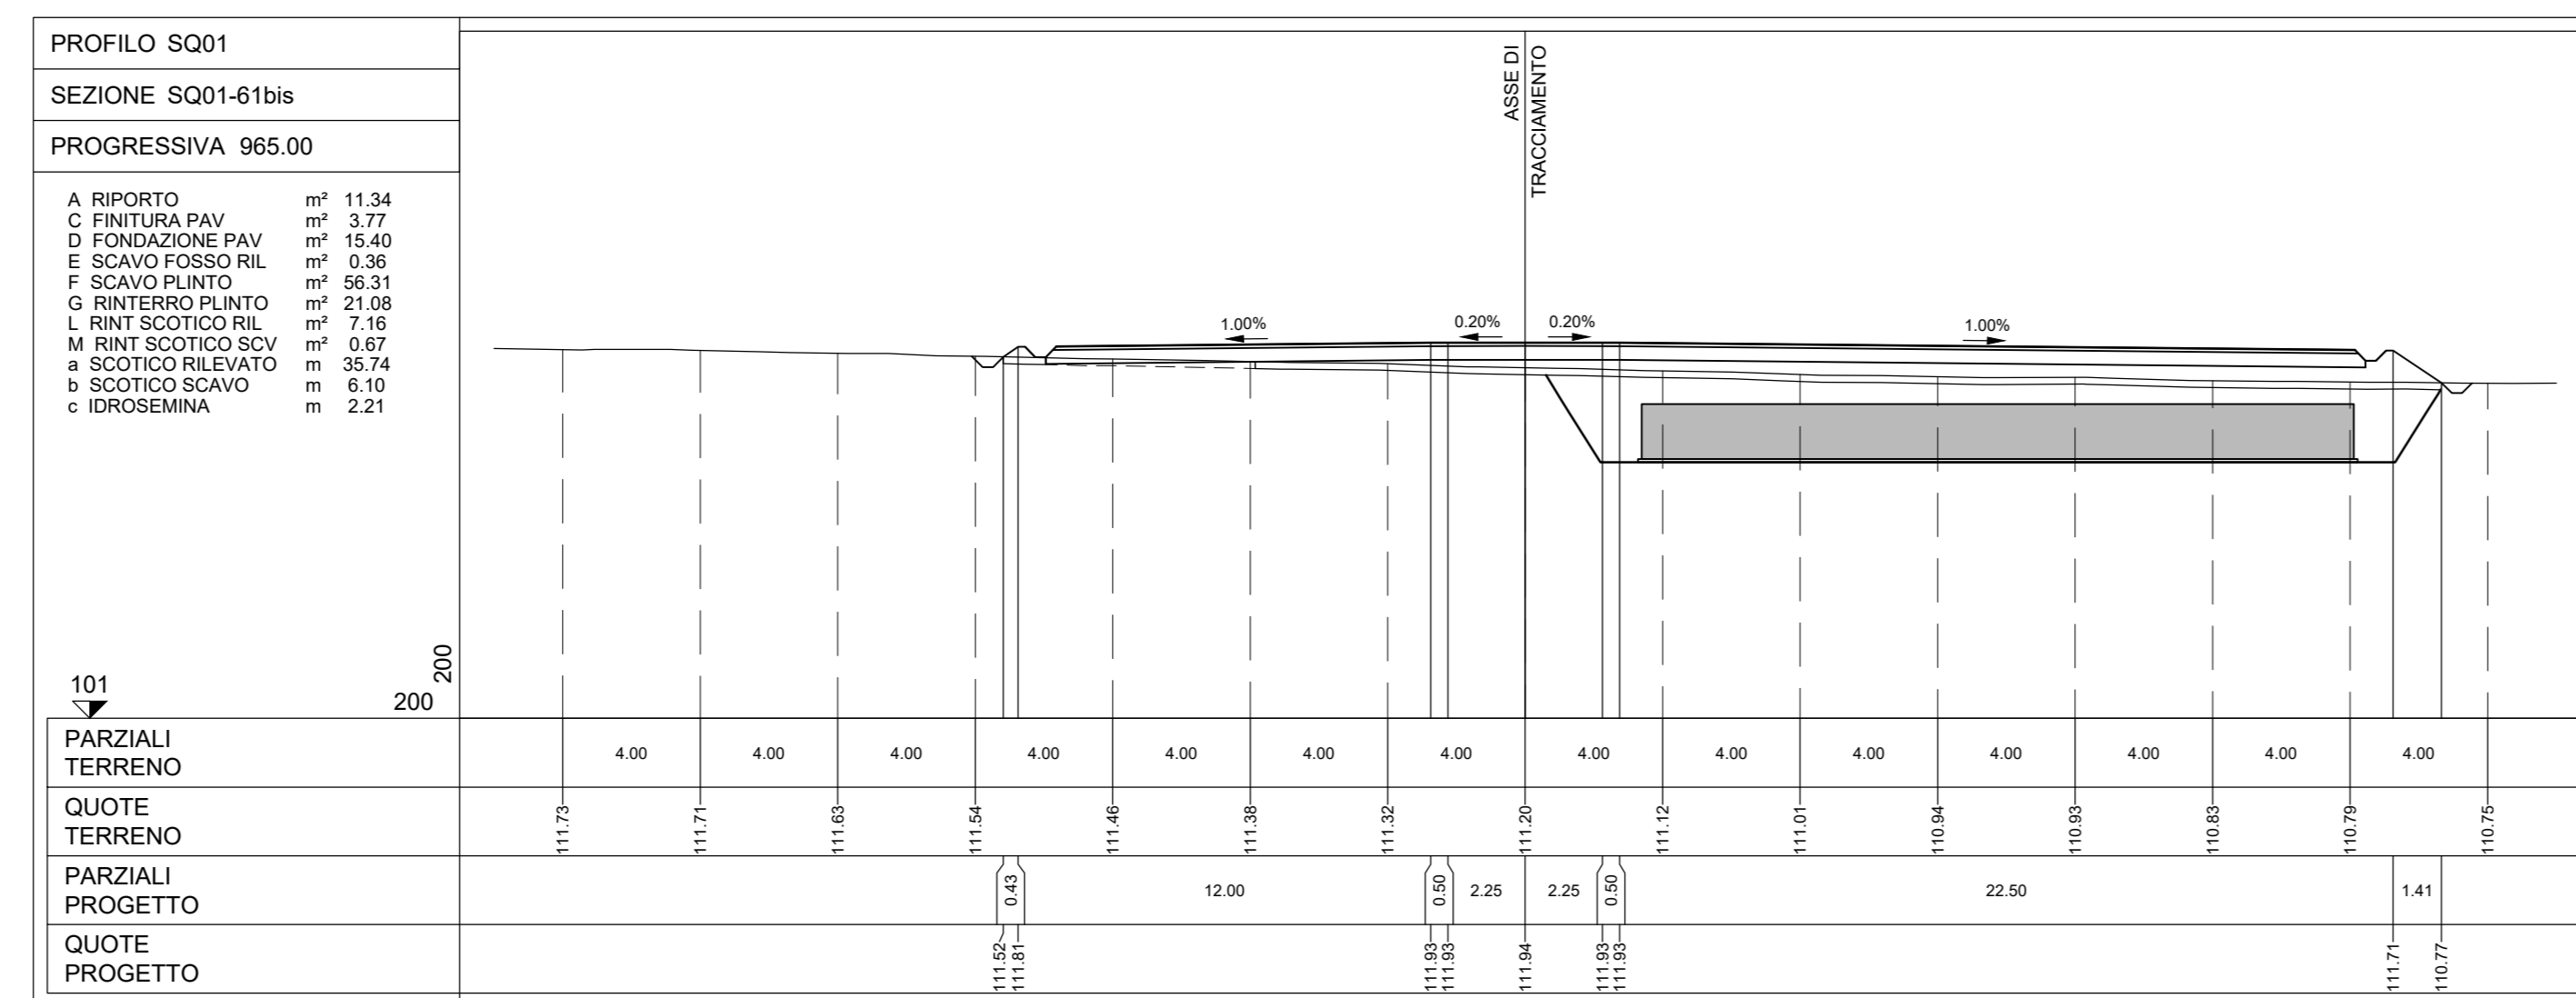 PROFILO SQ01
SEZIONE SQ01-61bis
PROGRESSIVA 965.00
A RIPORTO m² 11.34
C FINITURA PAV m² 3.77
D FONDAZIONE PAV m² 15.40
E SCAVO FOSSO RIL m² 0.36
F SCAVO PLINTO m² 56.31
G RINTERRO PLINTO m² 21.08
L RINT SCOTICO RIL m² 7.16
M RINT SCOTICO SCV m² 0.67
a SCOTICO RILEVATO m 35.74
b SCOTICO SCAVO m 6.10
c IDROSEMINA m 2.21
ASSE DI
TRACCIAMENTO
1.00% 0.20% 0.20% 1.00%
101
200
200
PARZIALI
TERRENO
4.00 4.00 4.00 4.00 4.00 4.00 4.00 4.00 4.00 4.00 4.00 4.00 4.00 4.00
QUOTE
TERRENO
111.73 111.71 111.63 111.54 111.46 111.38 111.32 111.20 111.12 111.01 110.94 110.93 110.83 110.79 110.75
PARZIALI
PROGETTO
0.43 12.00 0.50 2.25 2.25 0.50 22.50 1.41
QUOTE
PROGETTO
111.52 111.81 111.93 111.93 111.94 111.93 111.93 111.71 110.77